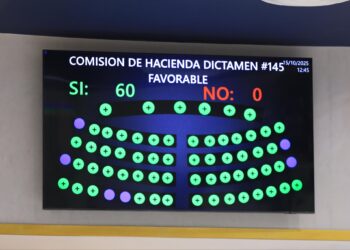 COMISION DE HACIENDA DICTAMEN #145
15/10/2025
12:45
FAVORABLE
SI: 60
NO: 0